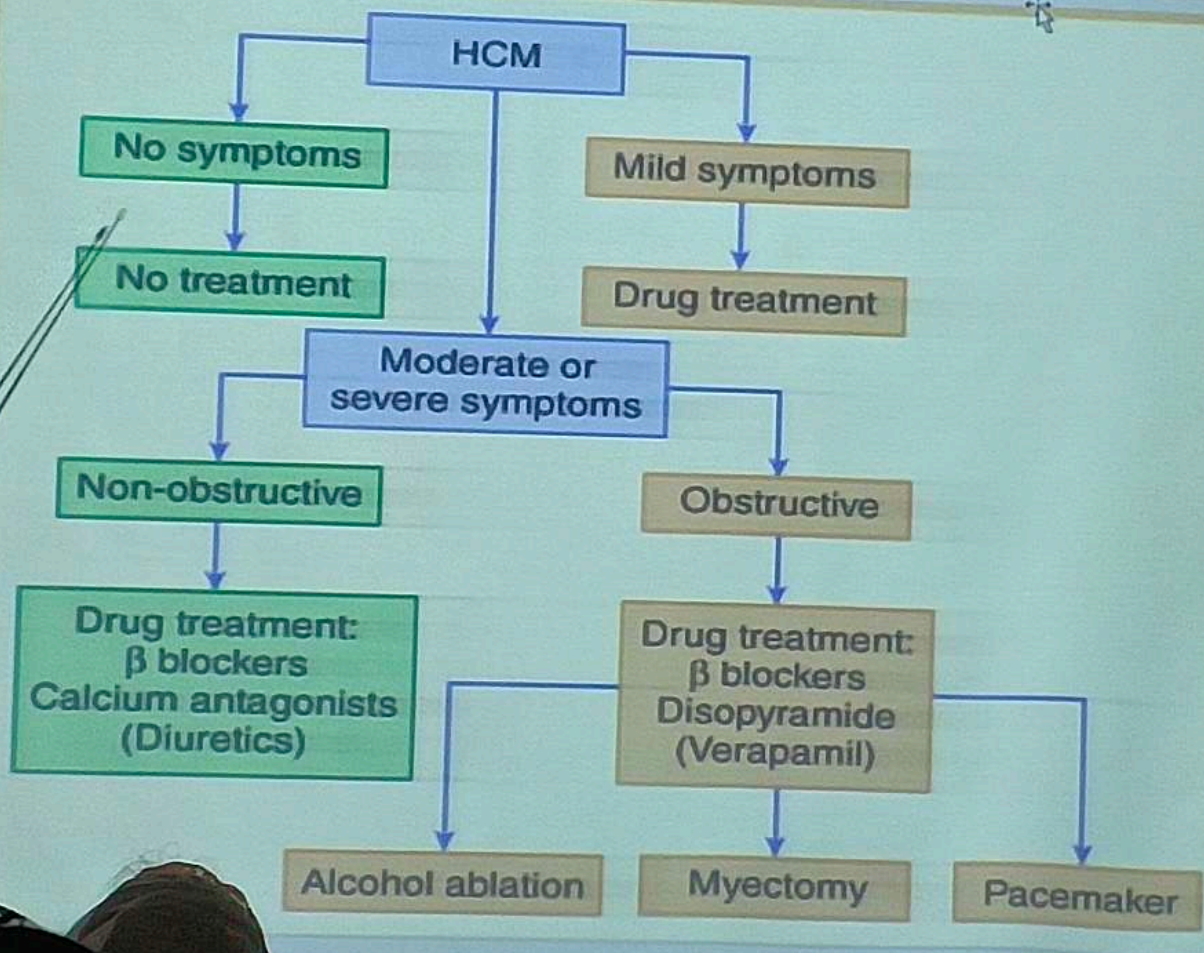 HCM
No symptoms
Mild symptoms
No treatment
Drug treatment
Moderate or
severe symptoms
Non-obstructive
Obstructive
Drug treatment:
β blockers
Calcium antagonists
(Diuretics)
Drug treatment:
β blockers
Disopyramide
(Verapamil)
Alcohol ablation
Myectomy
Pacemaker